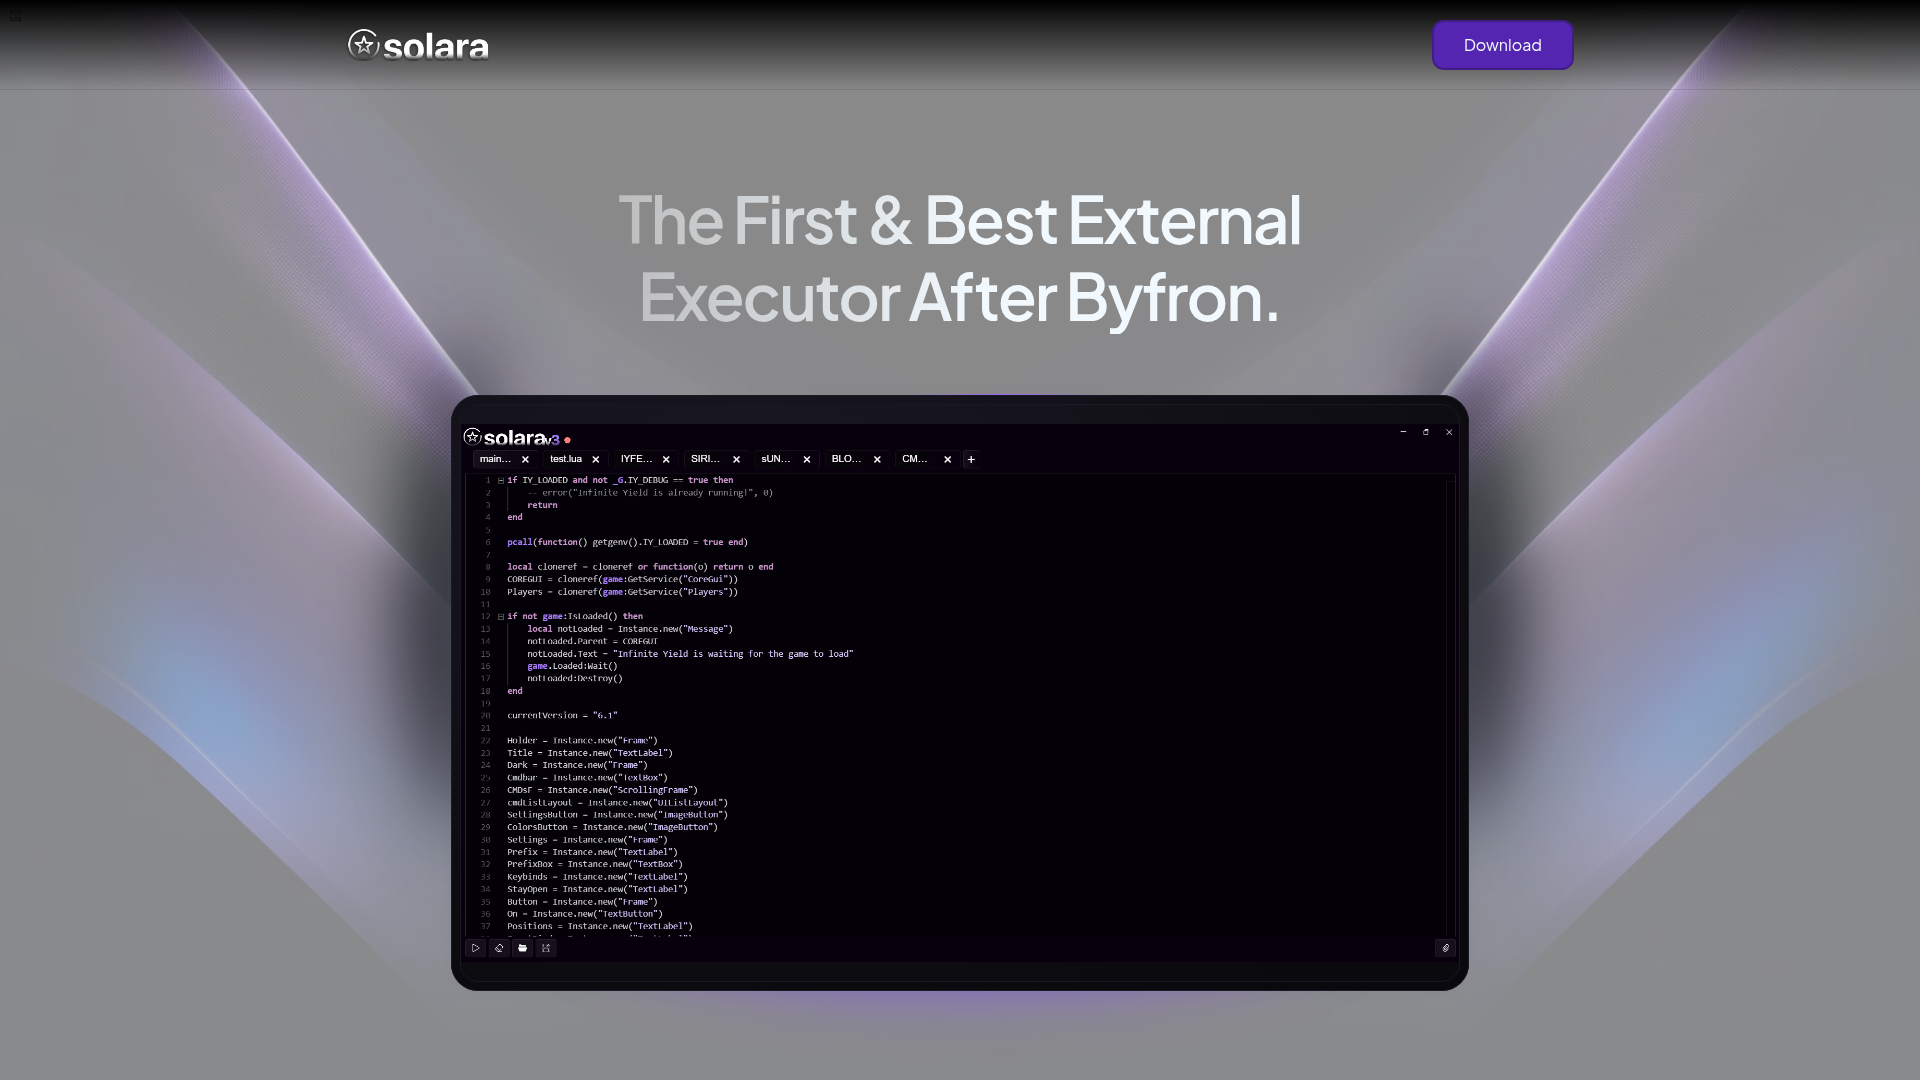 solara
Download
The First & Best External
Executor After Byfron.
solarav3
main... test.lua IYFE... SIRI... sUN... BLO... CM... +
1 if IY_LOADED and not _G.IY_DEBUG == true then
2 -- error("Infinite Yield is already running!", 0)
3 return
4 end
5
6 pcall(function() getgenv().IY_LOADED = true end)
7
8 local cloneref = cloneref or function(o) return o end
9 COREGUI = cloneref(game:GetService("CoreGui"))
10 Players = cloneref(game:GetService("Players"))
11
12 if not game:IsLoaded() then
13 local notLoaded = Instance.new("Message")
14 notLoaded.Parent = COREGUI
15 notLoaded.Text = "Infinite Yield is waiting for the game to load"
16 game.Loaded:Wait()
17 notLoaded:Destroy()
18 end
19
20 currentVersion = "6.1"
21
22 Holder = Instance.new("Frame")
23 Title = Instance.new("TextLabel")
24 Dark = Instance.new("Frame")
25 Cmdbar = Instance.new("TextBox")
26 CMDsF = Instance.new("ScrollingFrame")
27 cmdListLayout = Instance.new("UIListLayout")
28 SettingsButton = Instance.new("ImageButton")
29 ColorsButton = Instance.new("ImageButton")
30 Settings = Instance.new("Frame")
31 Prefix = Instance.new("TextLabel")
32 PrefixBox = Instance.new("TextBox")
33 Keybinds = Instance.new("TextLabel")
34 StayOpen = Instance.new("TextLabel")
35 Button = Instance.new("Frame")
36 On = Instance.new("TextButton")
37 Positions = Instance.new("TextLabel")